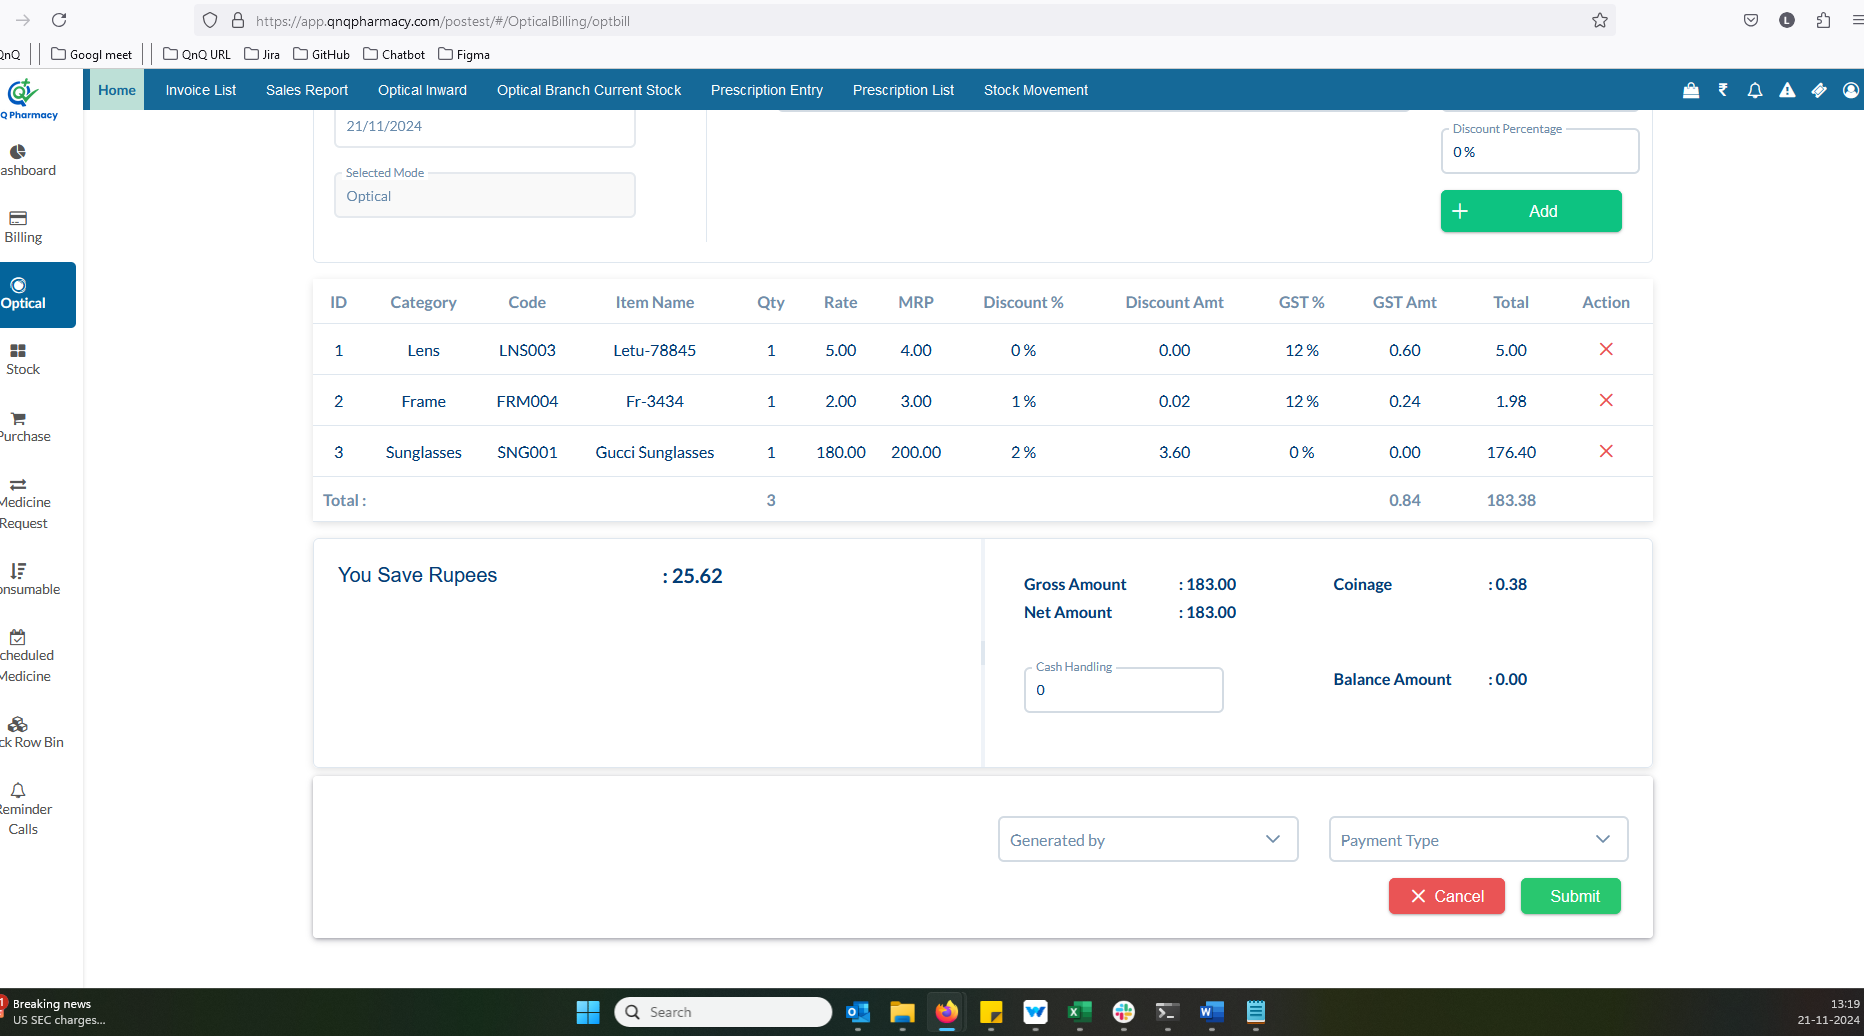 https://app.qnqpharmacy.com/postest/#/OpticalBilling/optbill
L
QnQ
Googl meet
QnQ URL
Jira
GitHub
Chatbot
Figma
Q Pharmacy
Home
Invoice List
Sales Report
Optical Inward
Optical Branch Current Stock
Prescription Entry
Prescription List
Stock Movement
ashboard
Billing
Optical
Stock
Purchase
Medicine
Request
onsumable
cheduled
Medicine
ck Row Bin
Reminder
Calls
21/11/2024
Selected Mode
Optical
Discount Percentage
0 %
Add
ID Category Code Item Name Qty Rate MRP Discount % Discount Amt GST % GST Amt Total Action
1 Lens LNS003 Letu-78845 1 5.00 4.00 0 % 0.00 12 % 0.60 5.00
2 Frame FRM004 Fr-3434 1 2.00 3.00 1 % 0.02 12 % 0.24 1.98
3 Sunglasses SNG001 Gucci Sunglasses 1 180.00 200.00 2 % 3.60 0 % 0.00 176.40
Total : 3 0.84 183.38
You Save Rupees : 25.62
Gross Amount : 183.00 Coinage : 0.38
Net Amount : 183.00
Cash Handling
0
Balance Amount : 0.00
Generated by
Payment Type
Cancel
Submit
1
Breaking news
US SEC charges...
Search
13:19
21-11-2024